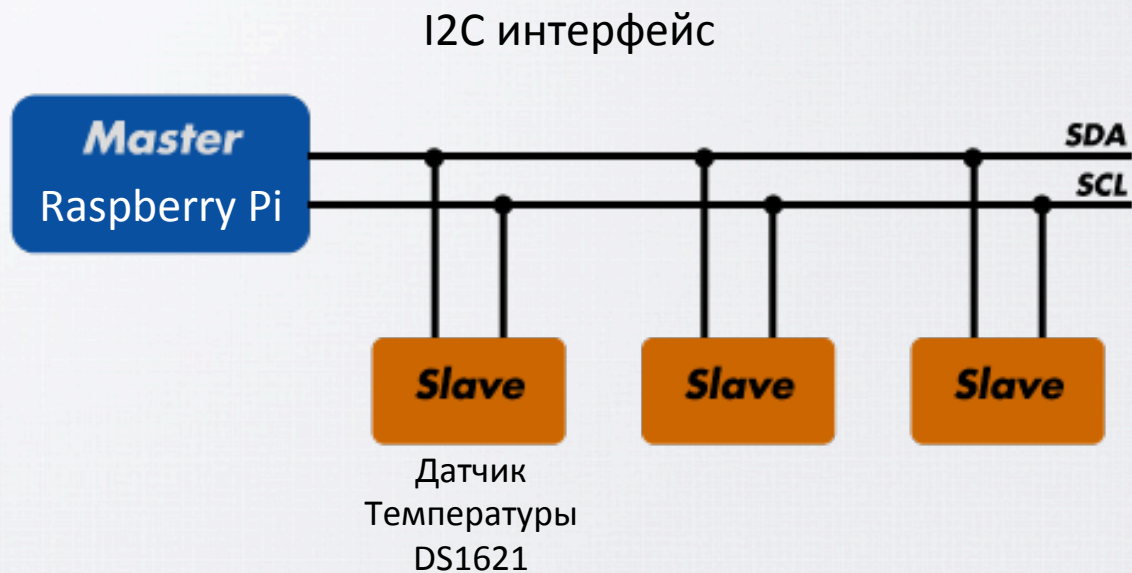 I2C интерфейс
Master
Raspberry Pi
SDA
SCL
Slave
Slave
Slave
Датчик
Температуры
DS1621